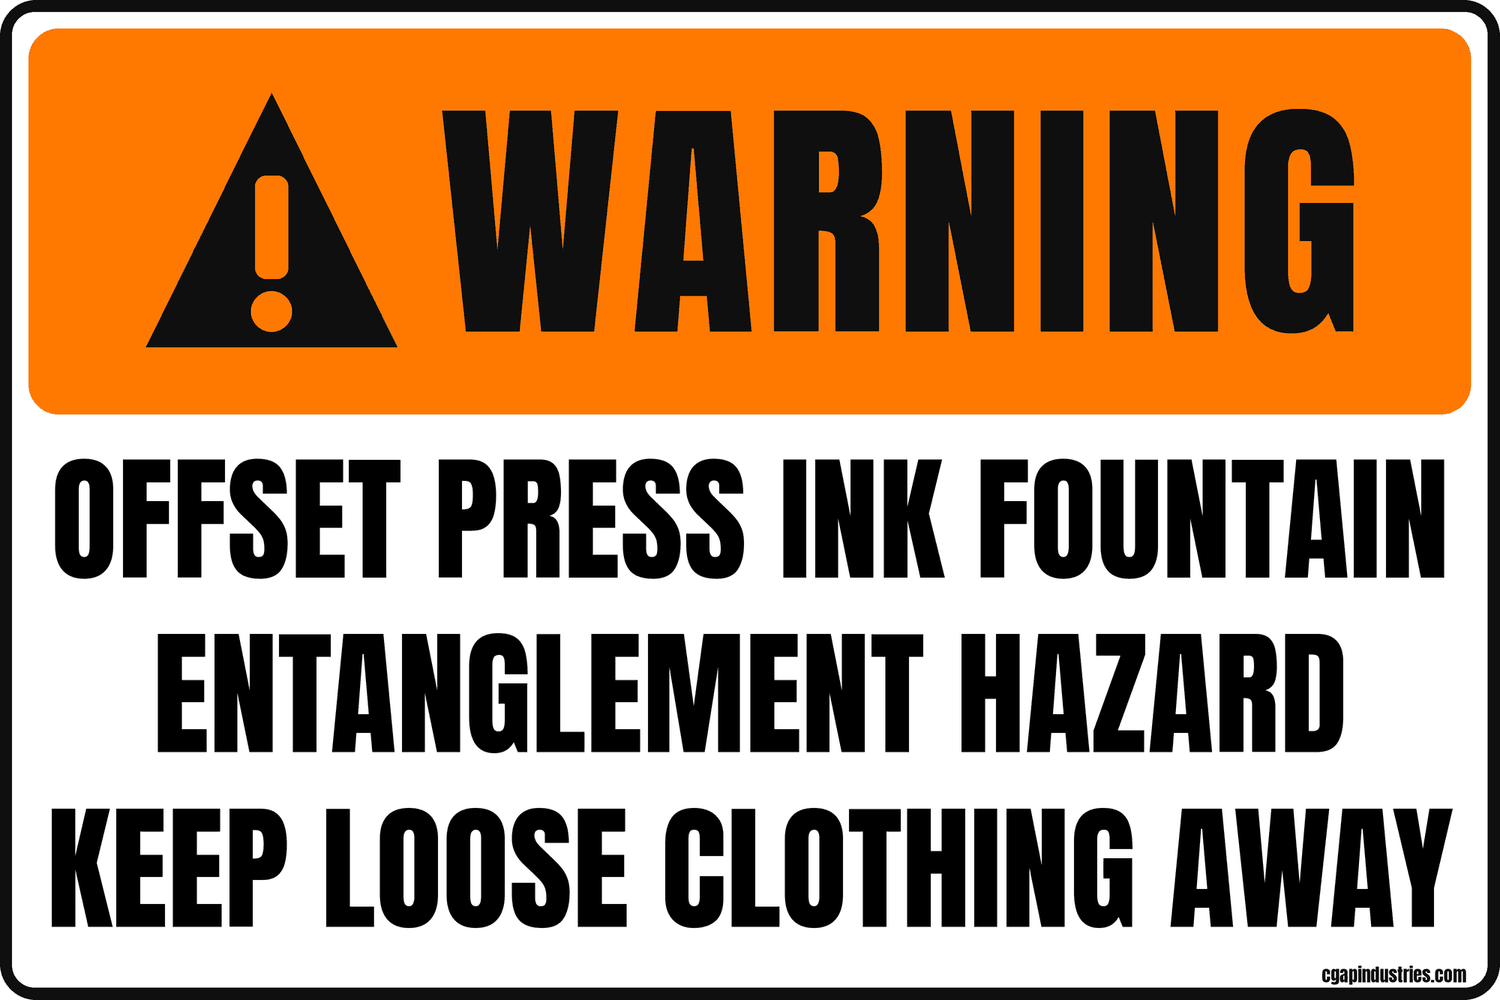 WARNING
OFFSET PRESS INK FOUNTAIN
ENTANGLEMENT HAZARD
KEEP LOOSE CLOTHING AWAY
cgapindustries.com